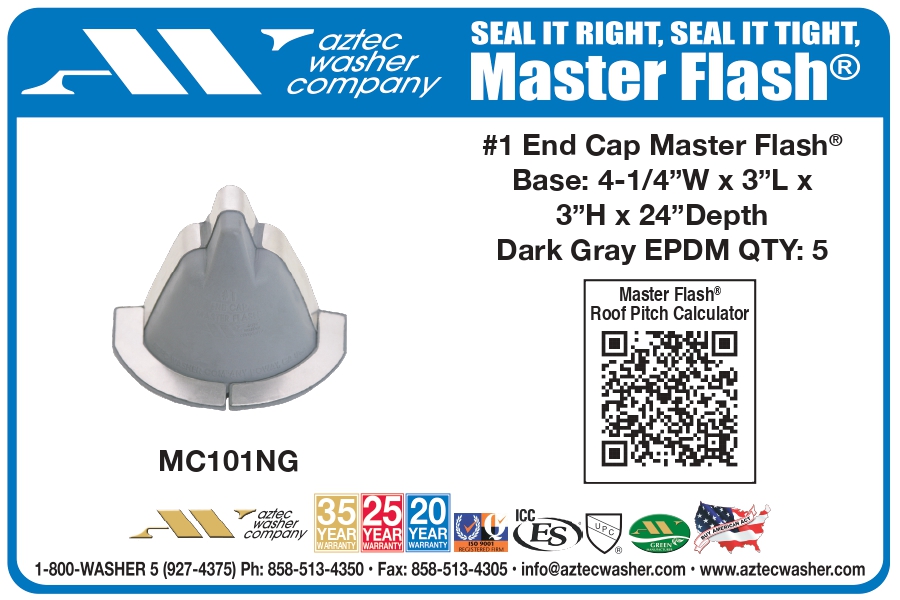 aztec
washer
company
SEAL IT RIGHT, SEAL IT TIGHT,
Master Flash®
#1 End Cap Master Flash®
Base: 4-1/4”W x 3”L x
3”H x 24”Depth
Dark Gray EPDM QTY: 5
Master Flash®
Roof Pitch Calculator
MC101NG
aztec
washer
company
35
YEAR
WARRANTY
25
YEAR
WARRANTY
20
YEAR
WARRANTY
ISO 9001
REGISTERED FIRM
ICC
ES
UPC
®
GREEN
BUY AMERICAN ACT
1-800-WASHER 5 (927-4375) Ph: 858-513-4350 • Fax: 858-513-4305 • info@aztecwasher.com • www.aztecwasher.com